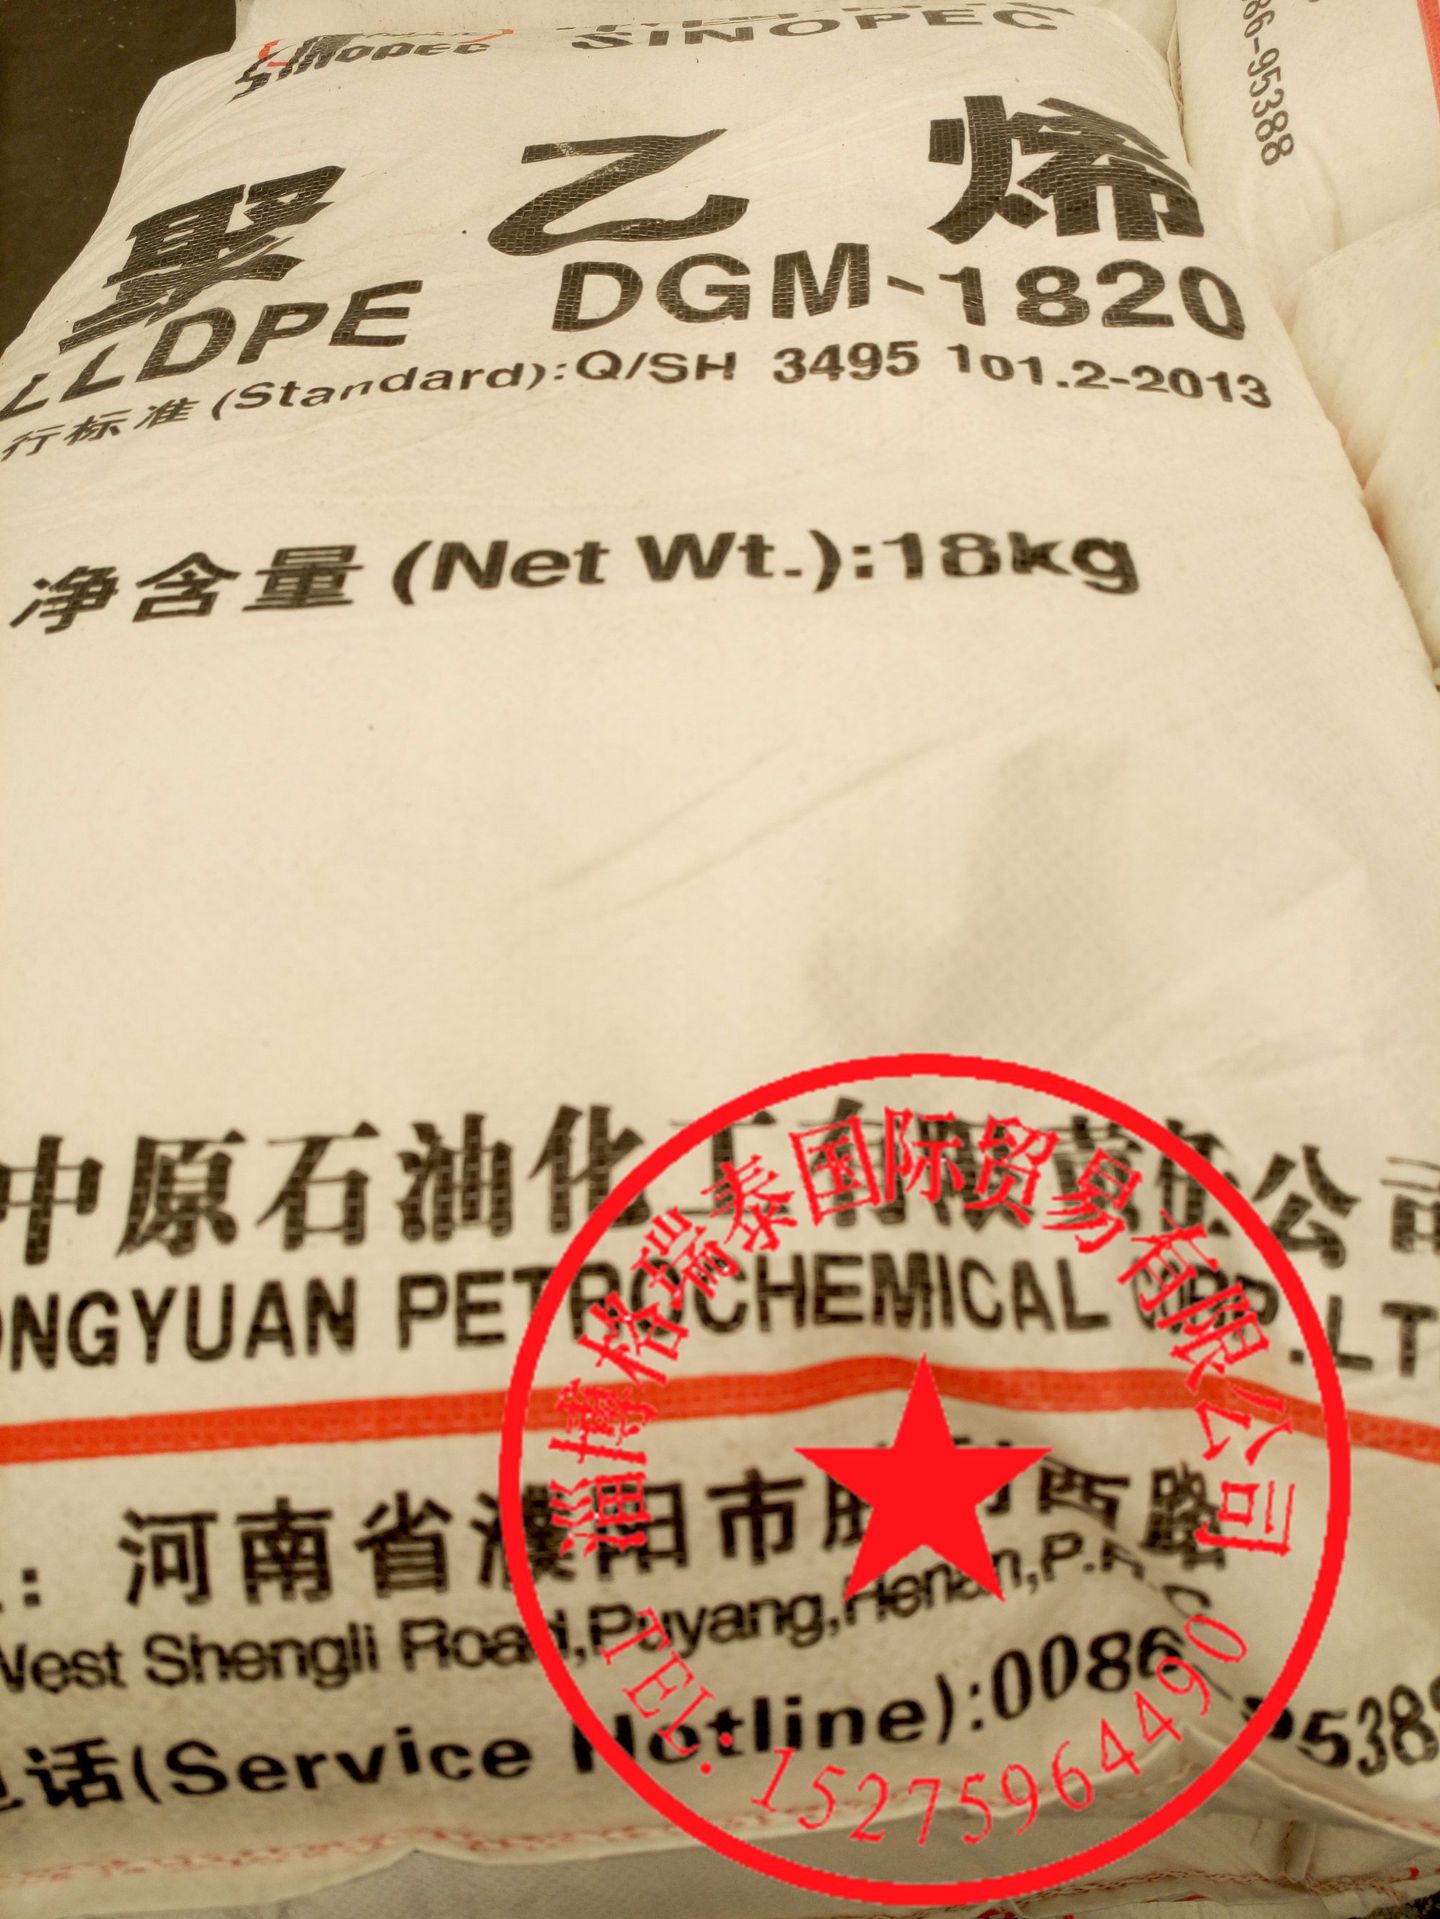 Sinopec SINOPEC
聚乙烯
LLDPE DGM-1820
行标准 (Standard):Q/SH 3495 101.2-2013
净含量 (Net Wt.):18kg
中原石油化工有限责任公司
ONGYUAN PETROCHEMICAL CORP.,LT
: 河南省濮阳市胜利西路
West Shengli Road,Puyang,Henan,P.R.C
电话(Service Hotline):0086-9538
86-95388
淄博格瑞泰国际贸易有限公司
TEL:15275964490